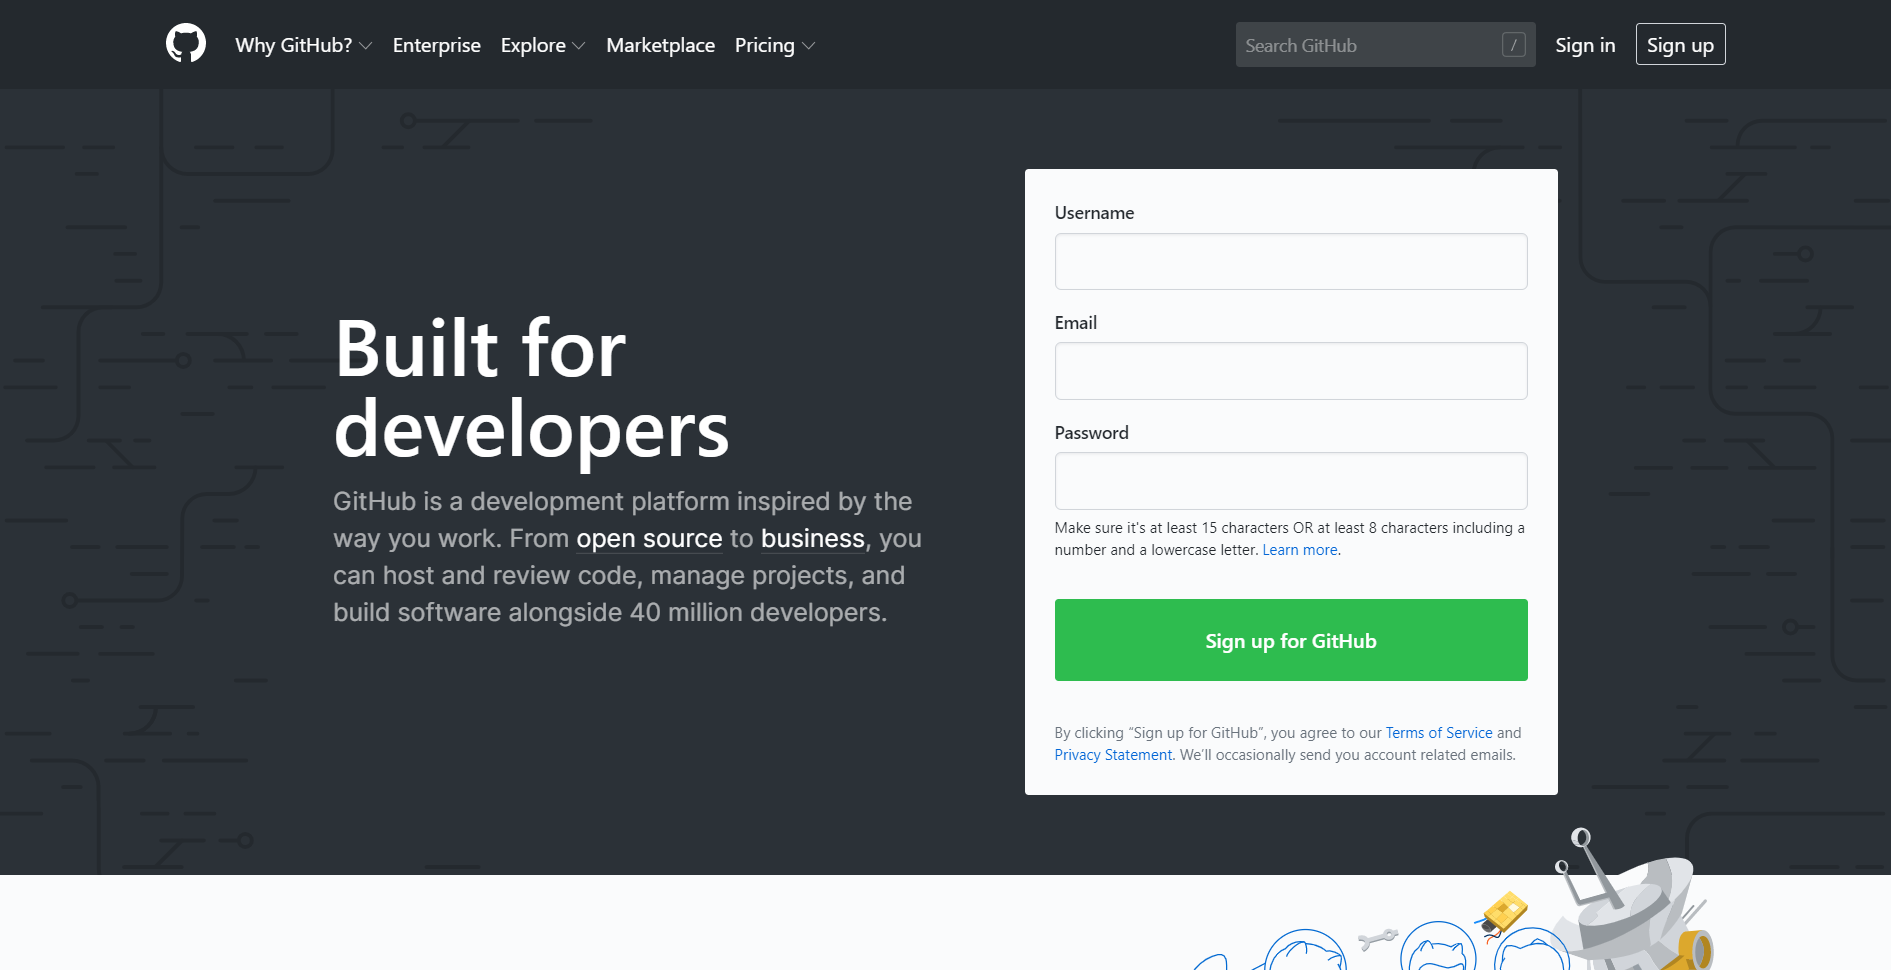 Why GitHub? Enterprise Explore Marketplace Pricing Search GitHub / Sign in Sign up
Built for
developers
GitHub is a development platform inspired by the
way you work. From open source to business, you
can host and review code, manage projects, and
build software alongside 40 million developers.
Username
Email
Password
Make sure it's at least 15 characters OR at least 8 characters including a
number and a lowercase letter. Learn more.
Sign up for GitHub
By clicking “Sign up for GitHub”, you agree to our Terms of Service and
Privacy Statement. We’ll occasionally send you account related emails.